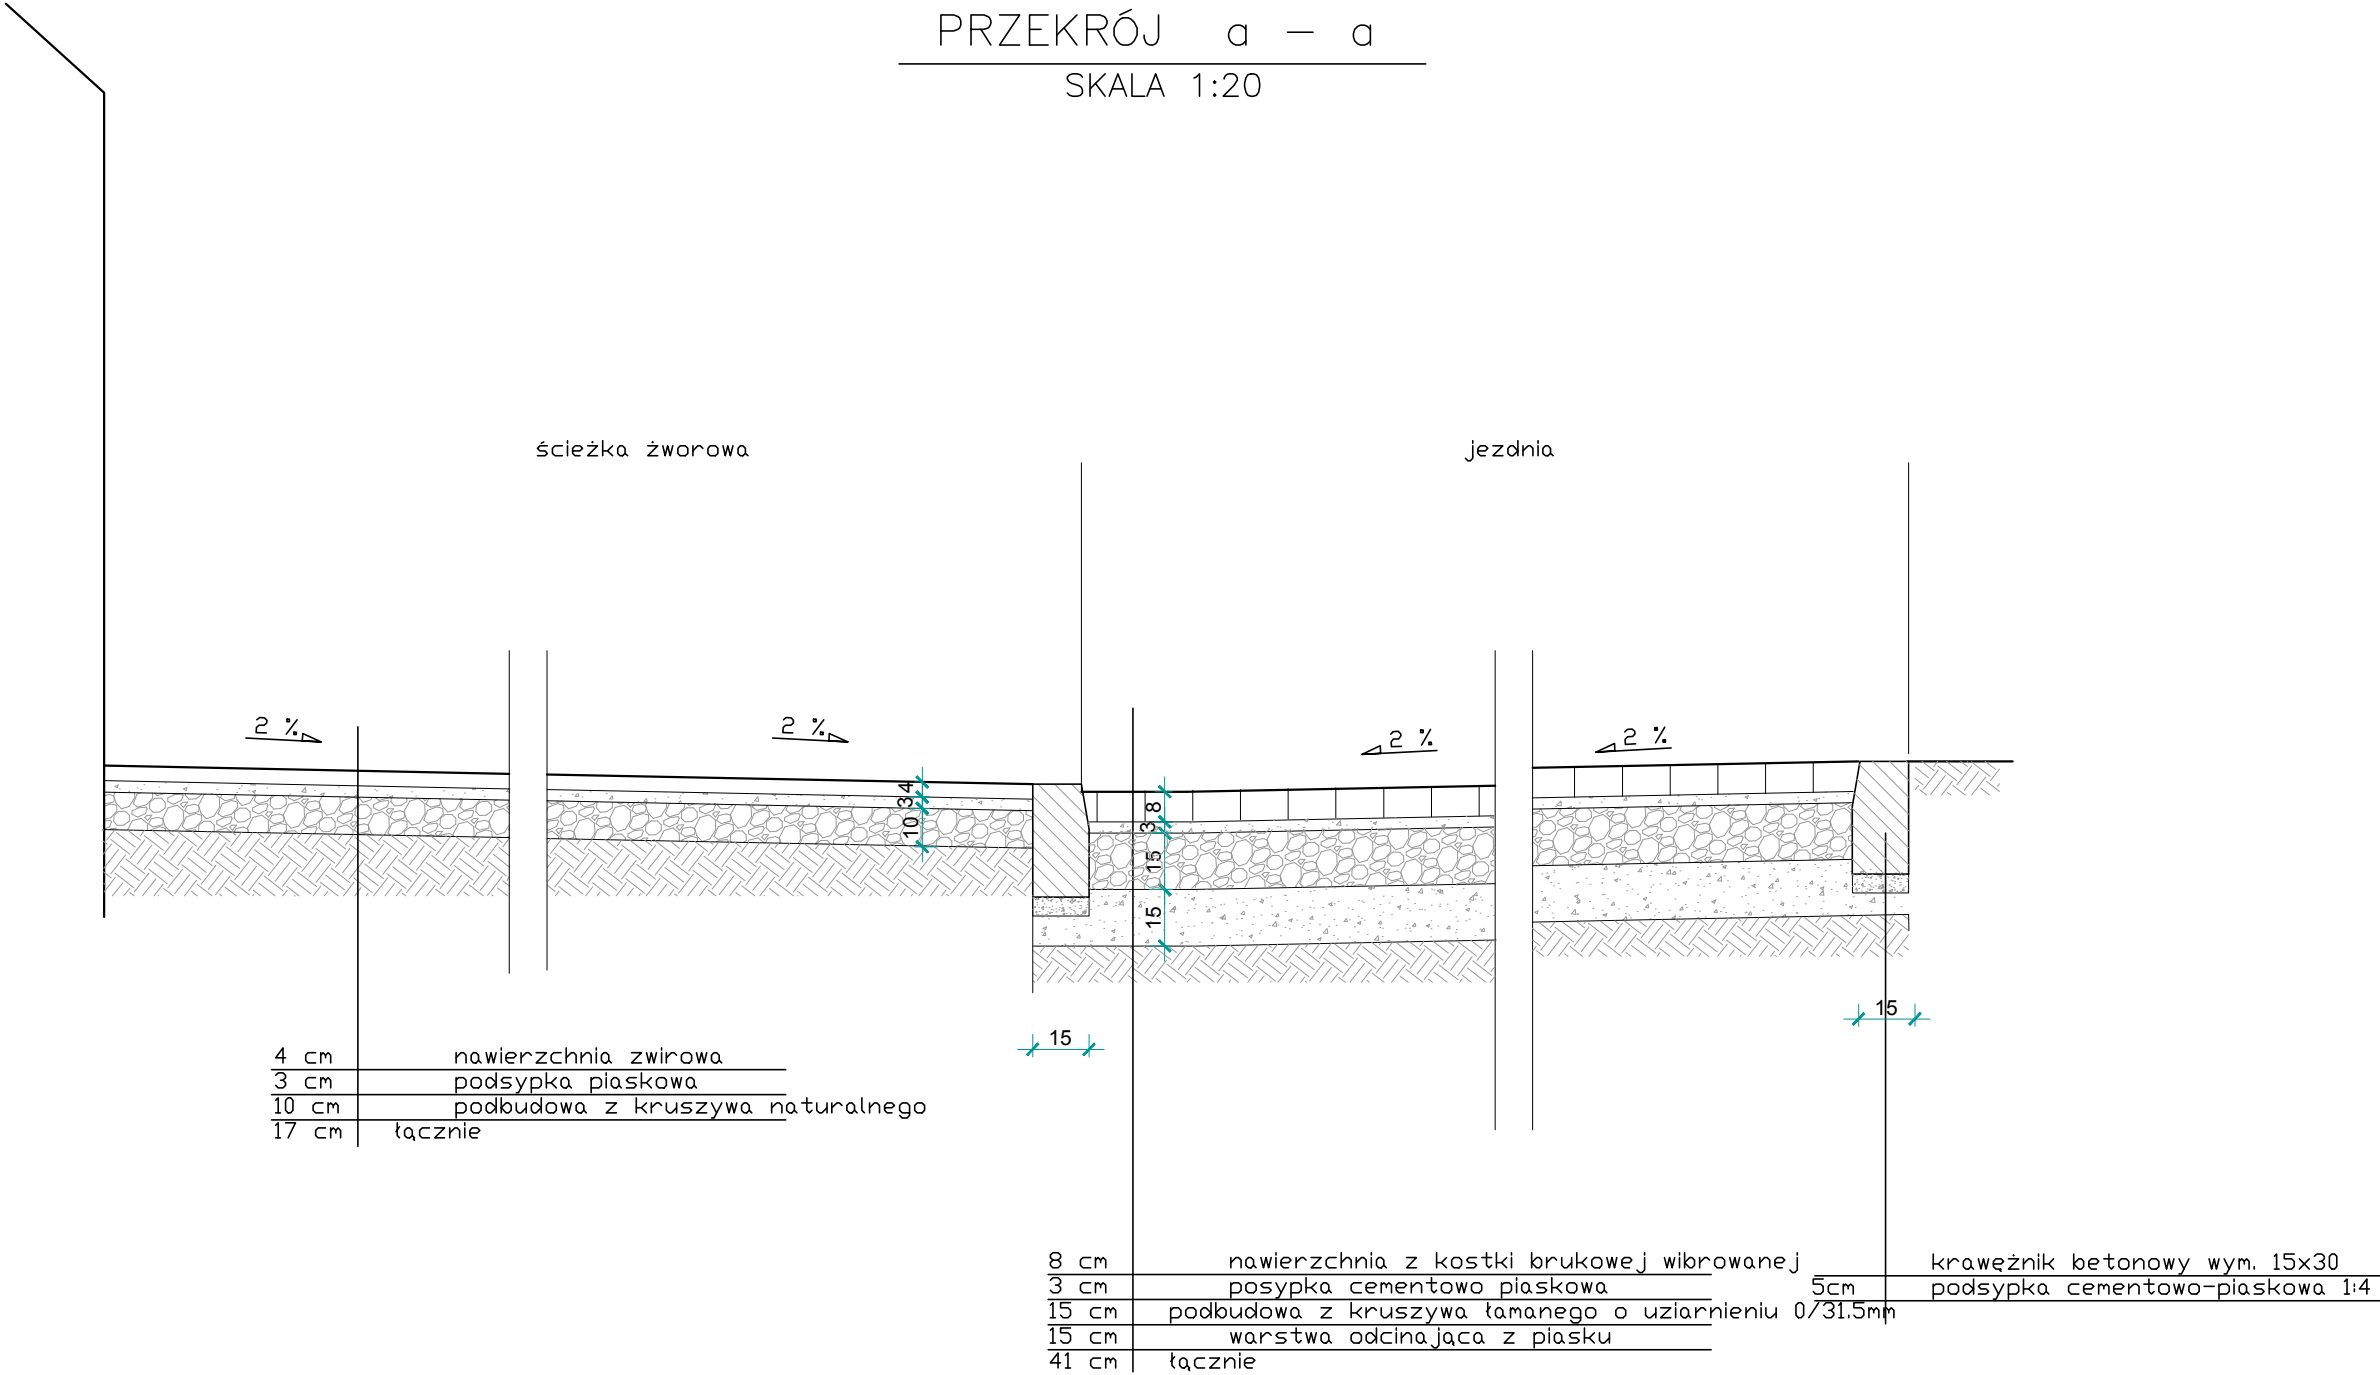 PRZEKRÓJ a - a
SKALA 1:20
ścieżka żworowa
jezdnia
2 %
2 %
2 %
2 %
4
3
10
8
3
15
15
15
15
4 cm nawierzchnia zwirowa
3 cm podsypka piaskowa
10 cm podbudowa z kruszywa naturalnego
17 cm łącznie
8 cm nawierzchnia z kostki brukowej wibrowanej
3 cm posypka cementowo piaskowa
15 cm podbudowa z kruszywa łamanego o uziarnieniu 0/31.5mm
15 cm warstwa odcinająca z piasku
41 cm łącznie
krawężnik betonowy wym. 15x30
5cm podsypka cementowo-piaskowa 1:4